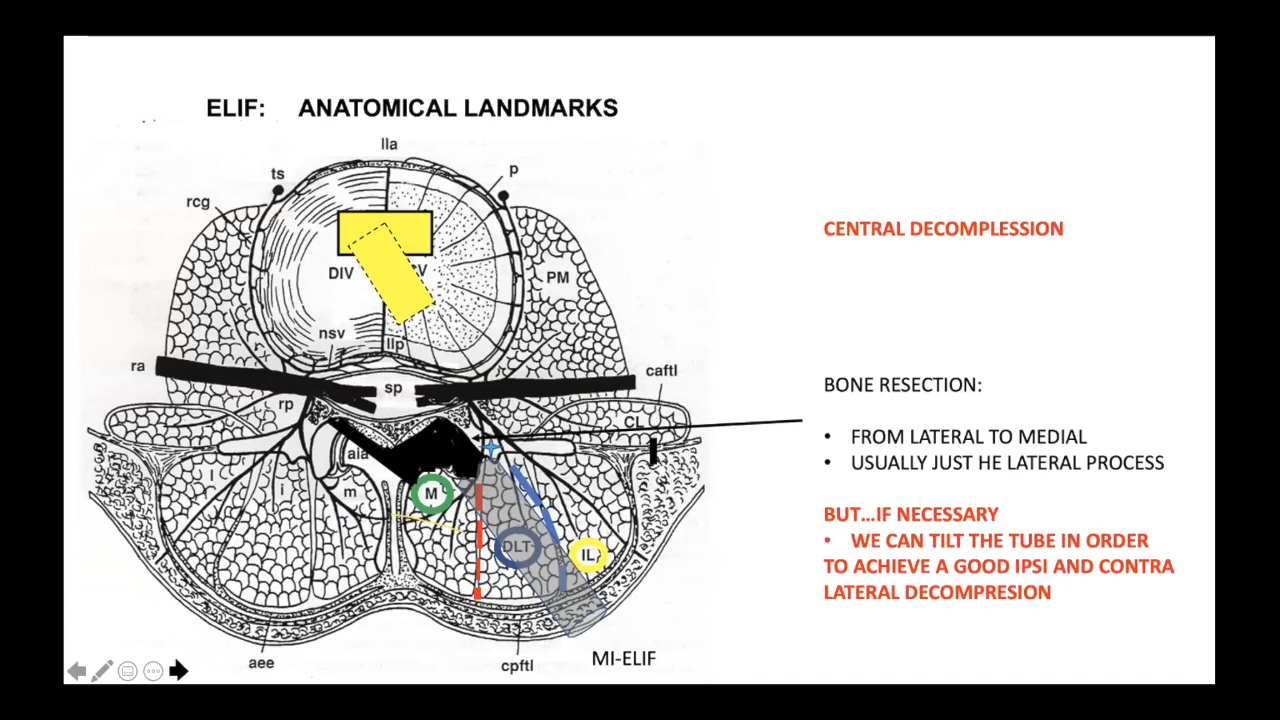 ELIF: ANATOMICAL LANDMARKS
lla
ts
p
rcg
DIV
PM
nsv
llp
ra
sp
caftl
rp
CL
ala
i
m
M
DLT
IL
aee
cpftl
MI-ELIF
CENTRAL DECOMPLESSION
BONE RESECTION:
• FROM LATERAL TO MEDIAL
• USUALLY JUST HE LATERAL PROCESS
BUT...IF NECESSARY
• WE CAN TILT THE TUBE IN ORDER
TO ACHIEVE A GOOD IPSI AND CONTRA
LATERAL DECOMPRESION